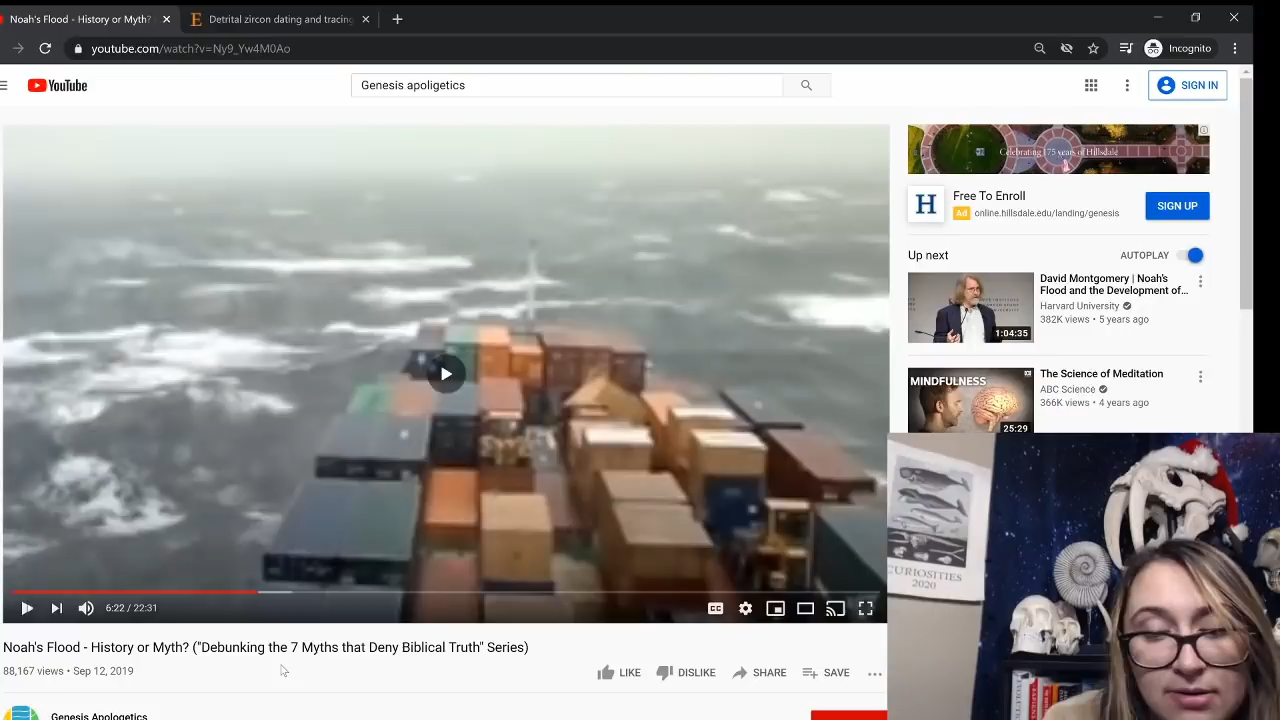 Noah's Flood - History or Myth?
Detrital zircon dating and tracing
youtube.com/watch?v=Ny9_Yw4M0Ao
Incognito
YouTube
Genesis apoligetics
SIGN IN
Celebrating 175 years of Hillsdale
Free To Enroll
Ad online.hillsdale.edu/landing/genesis
SIGN UP
Up next
AUTOPLAY
David Montgomery | Noah's
Flood and the Development of...
Harvard University
382K views • 5 years ago
1:04:35
MINDFULNESS
The Science of Meditation
ABC Science
366K views • 4 years ago
25:29
6:22 / 22:31
CC
Noah's Flood - History or Myth? ("Debunking the 7 Myths that Deny Biblical Truth" Series)
88,167 views • Sep 12, 2019
LIKE
DISLIKE
SHARE
SAVE
Genesis Apologetics
CURIOSITIES
2020